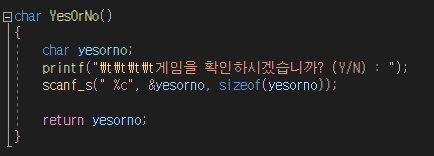 char YesOrNo()
{
char yesorno;
printf("₩t₩t₩t₩t게임을 확인하시겠습니까? (Y/N) : ");
scanf_s(" %c", &yesorno, sizeof(yesorno));
return yesorno;
}